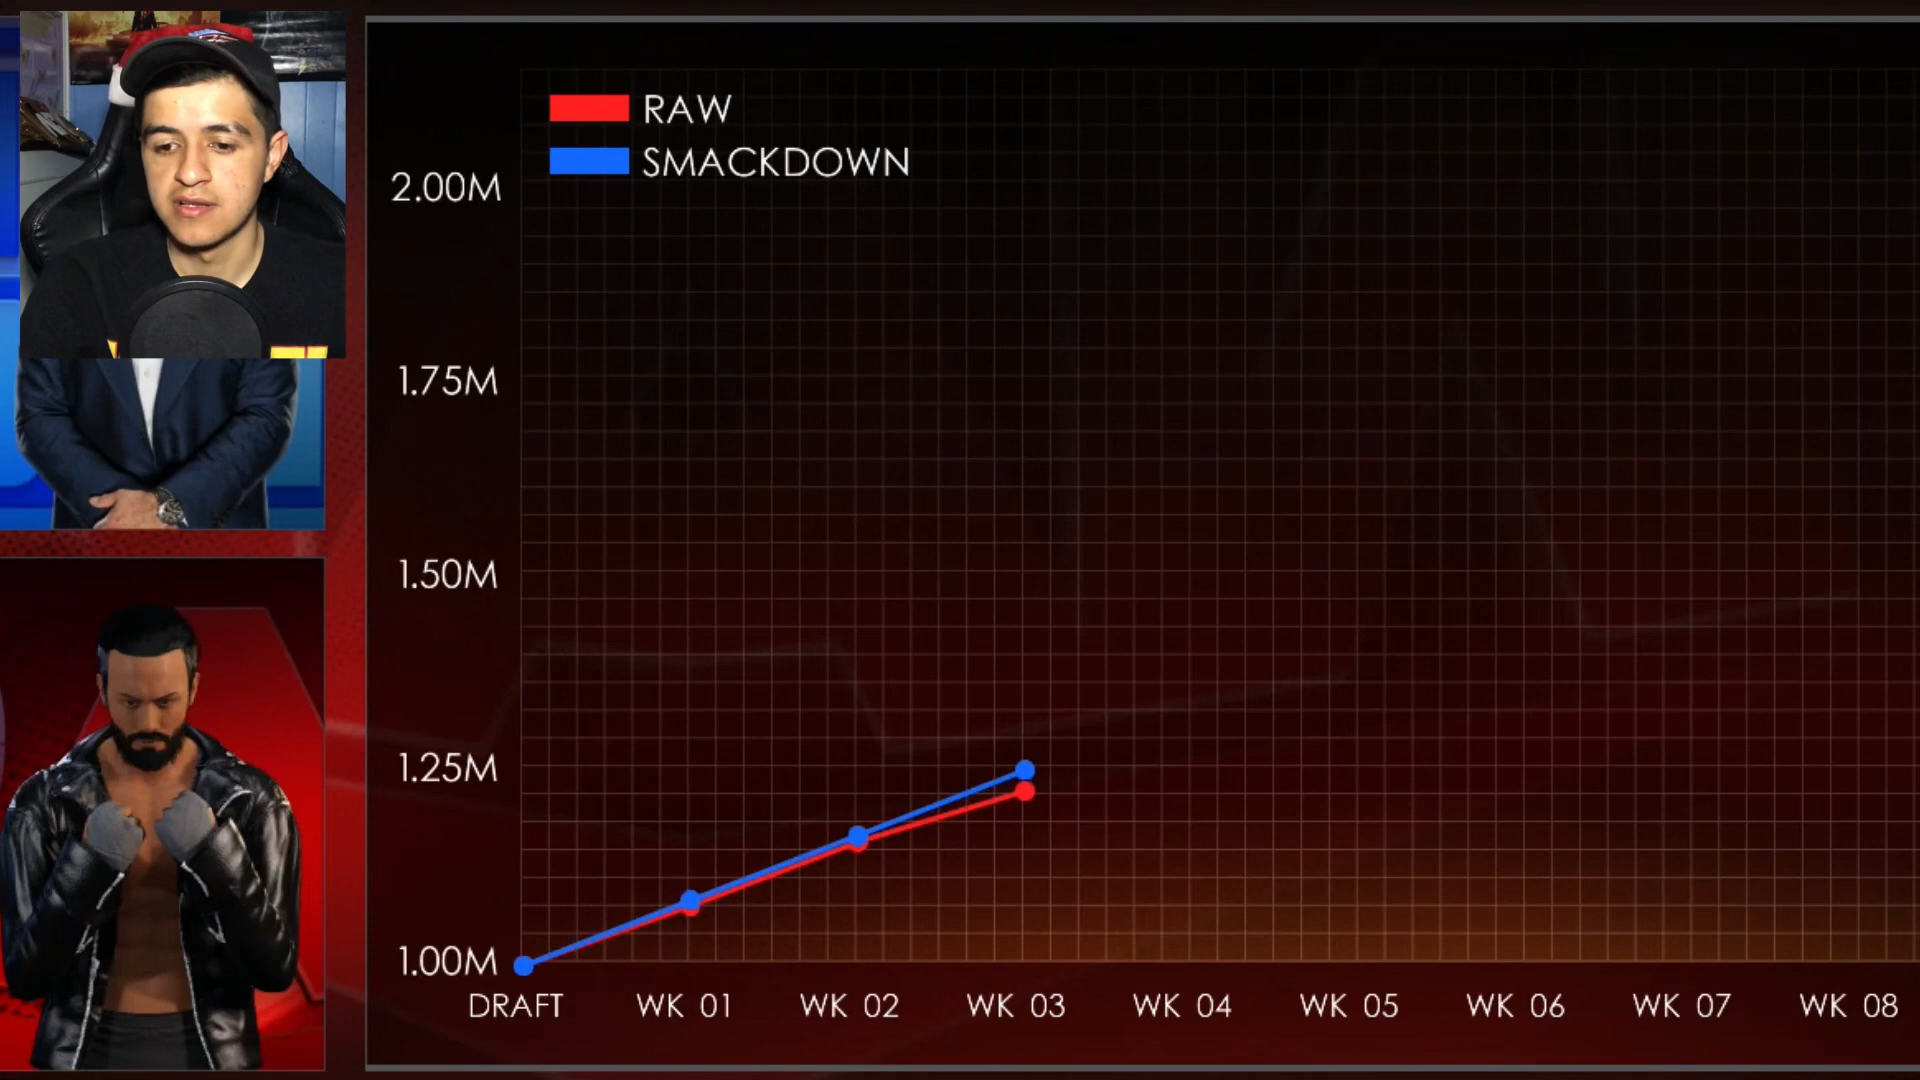 RAW
SMACKDOWN
2.00M
1.75M
1.50M
1.25M
1.00M
DRAFT WK 01 WK 02 WK 03 WK 04 WK 05 WK 06 WK 07 WK 08